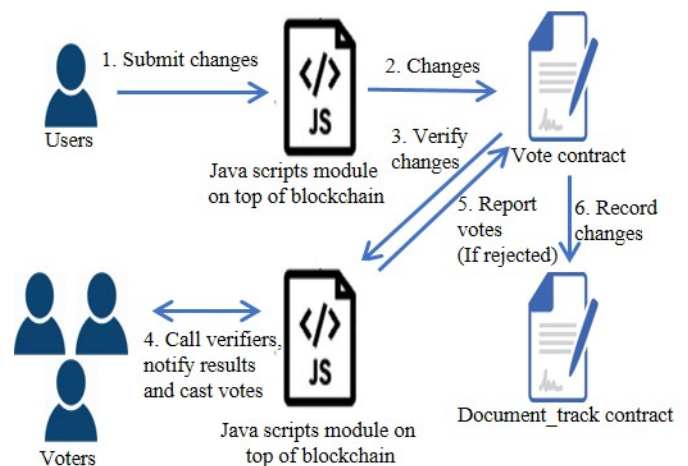 1. Submit changes
2. Changes
JS
Users
3. Verify
changes
Vote contract
Java scripts module
on top of blockchain
5. Report
votes
(If rejected)
6. Record
changes
4. Call verifiers,
notify results
and cast votes
JS
Voters
Java scripts module on
top of blockchain
Document_track contract